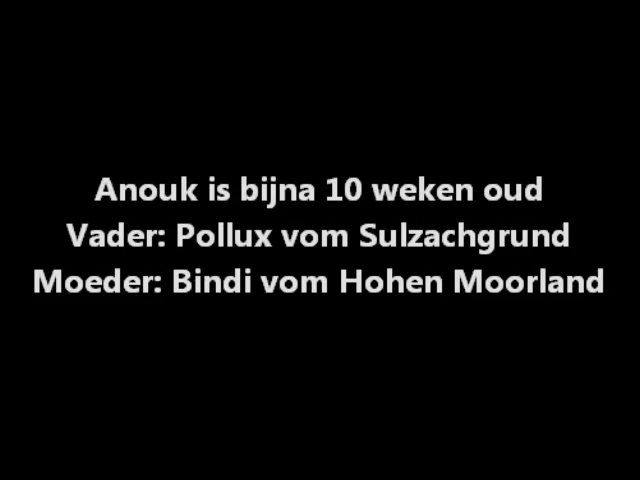 Anouk is bijna 10 weken oud
Vader: Pollux vom Sulzachgrund
Moeder: Bindi vom Hohen Moorland